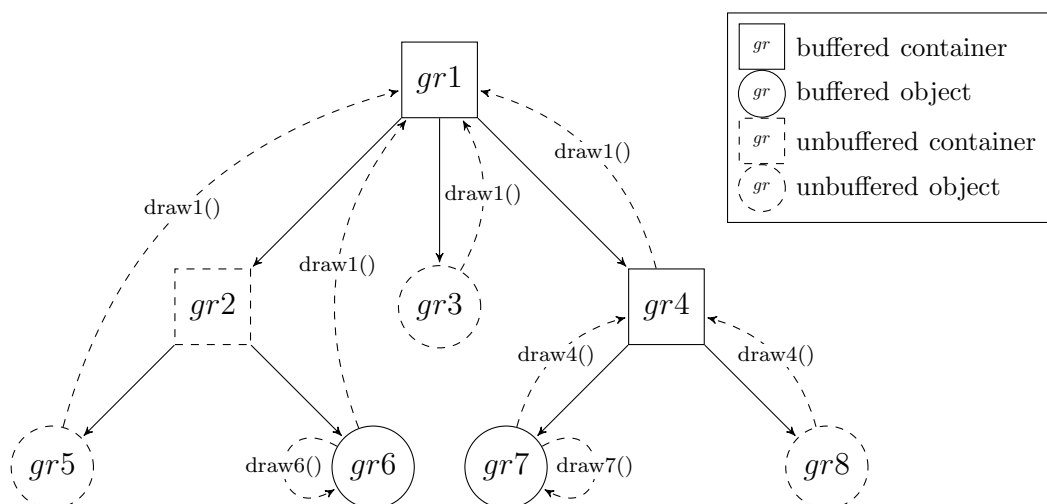 gr1
gr buffered container
gr buffered object
gr unbuffered container
gr unbuffered object
draw1()
draw1()
draw1()
draw1()
gr2
gr3
gr4
draw4()
draw4()
gr5
draw6()
gr6
gr7
draw7()
gr8